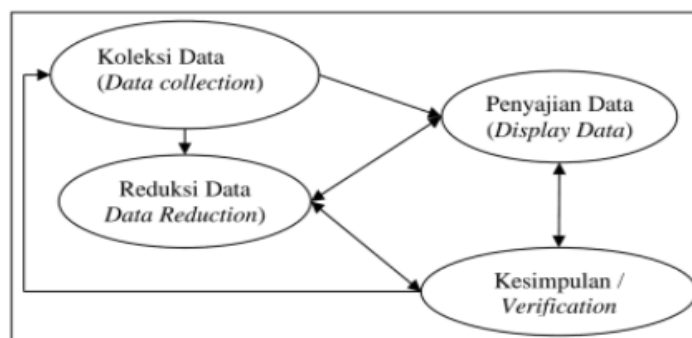 Koleksi Data
(Data collection)
Penyajian Data
(Display Data)
Reduksi Data
Data Reduction)
Kesimpulan /
Verification